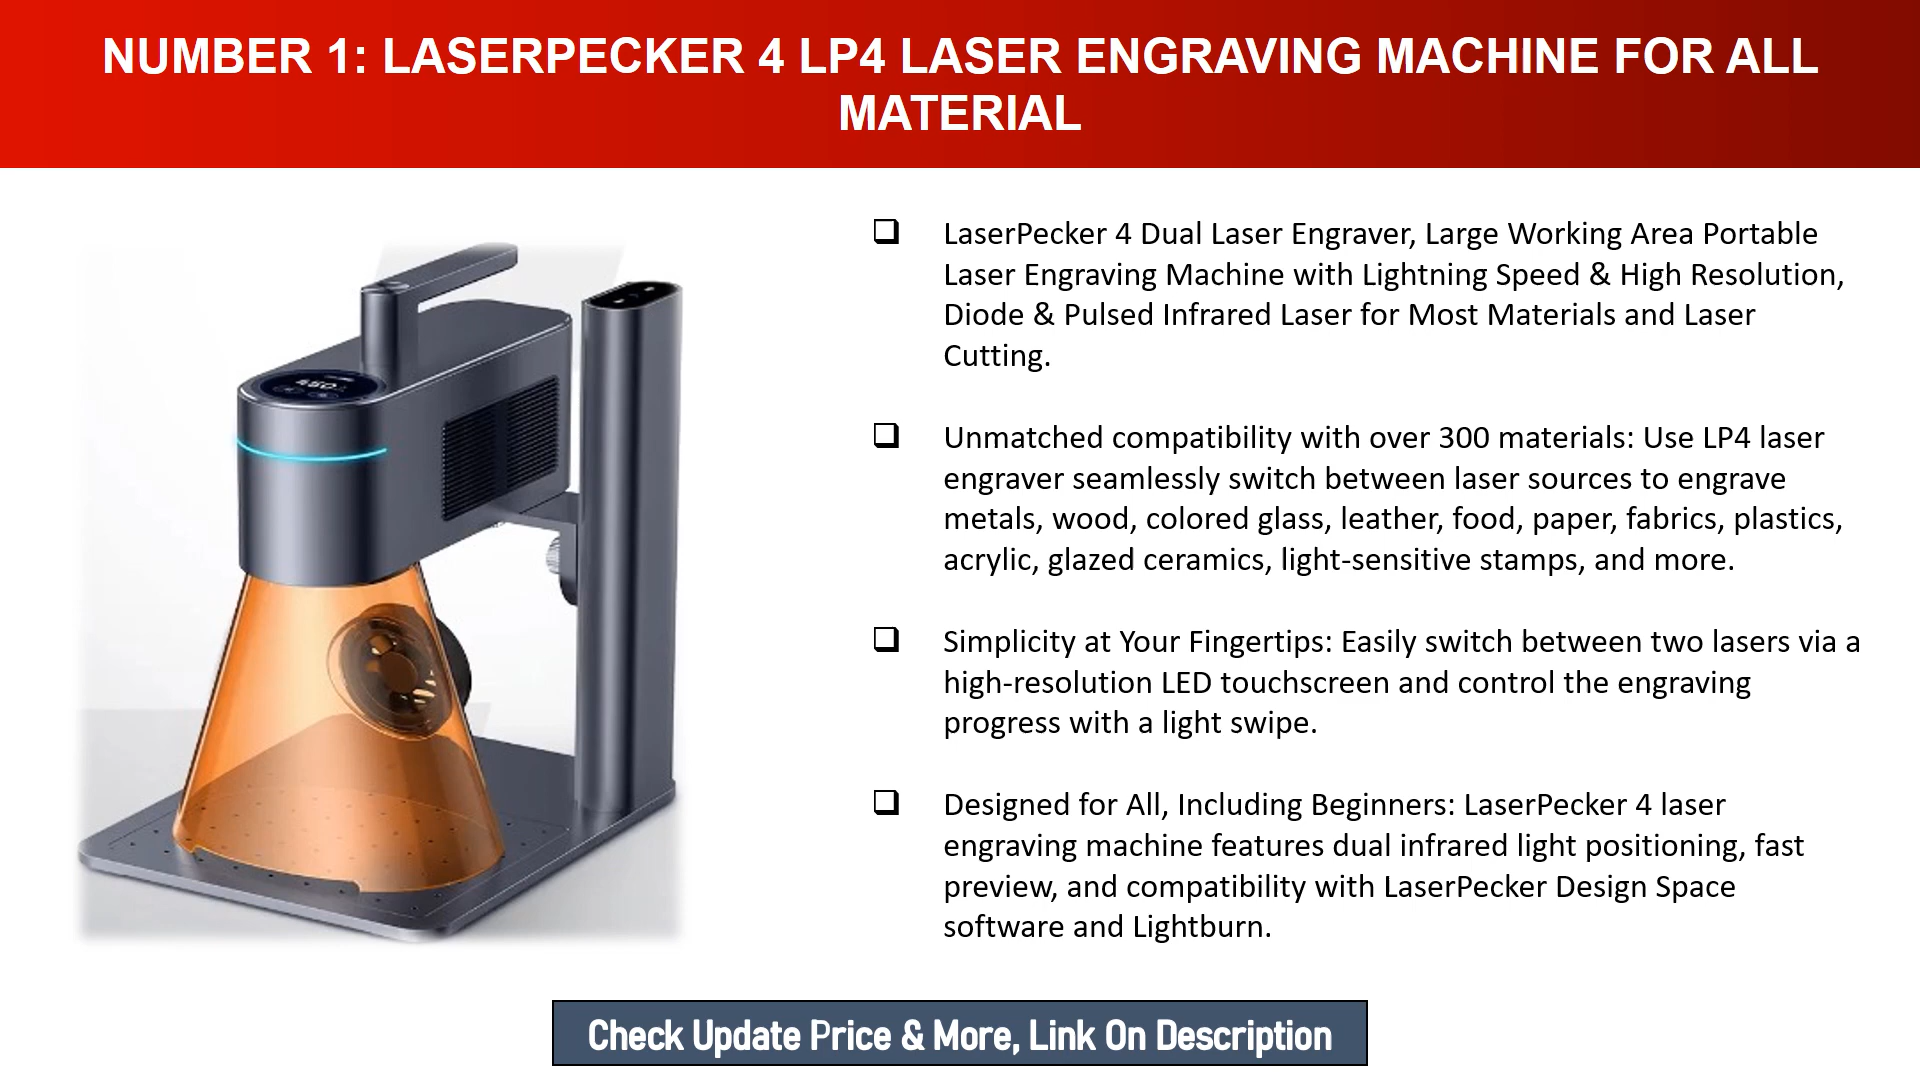 NUMBER 1: LASERPECKER 4 LP4 LASER ENGRAVING MACHINE FOR ALL
MATERIAL
❑ LaserPecker 4 Dual Laser Engraver, Large Working Area Portable
Laser Engraving Machine with Lightning Speed & High Resolution,
Diode & Pulsed Infrared Laser for Most Materials and Laser
Cutting.
❑ Unmatched compatibility with over 300 materials: Use LP4 laser
engraver seamlessly switch between laser sources to engrave
metals, wood, colored glass, leather, food, paper, fabrics, plastics,
acrylic, glazed ceramics, light-sensitive stamps, and more.
❑ Simplicity at Your Fingertips: Easily switch between two lasers via a
high-resolution LED touchscreen and control the engraving
progress with a light swipe.
❑ Designed for All, Including Beginners: LaserPecker 4 laser
engraving machine features dual infrared light positioning, fast
preview, and compatibility with LaserPecker Design Space
software and Lightburn.
Check Update Price & More, Link On Description